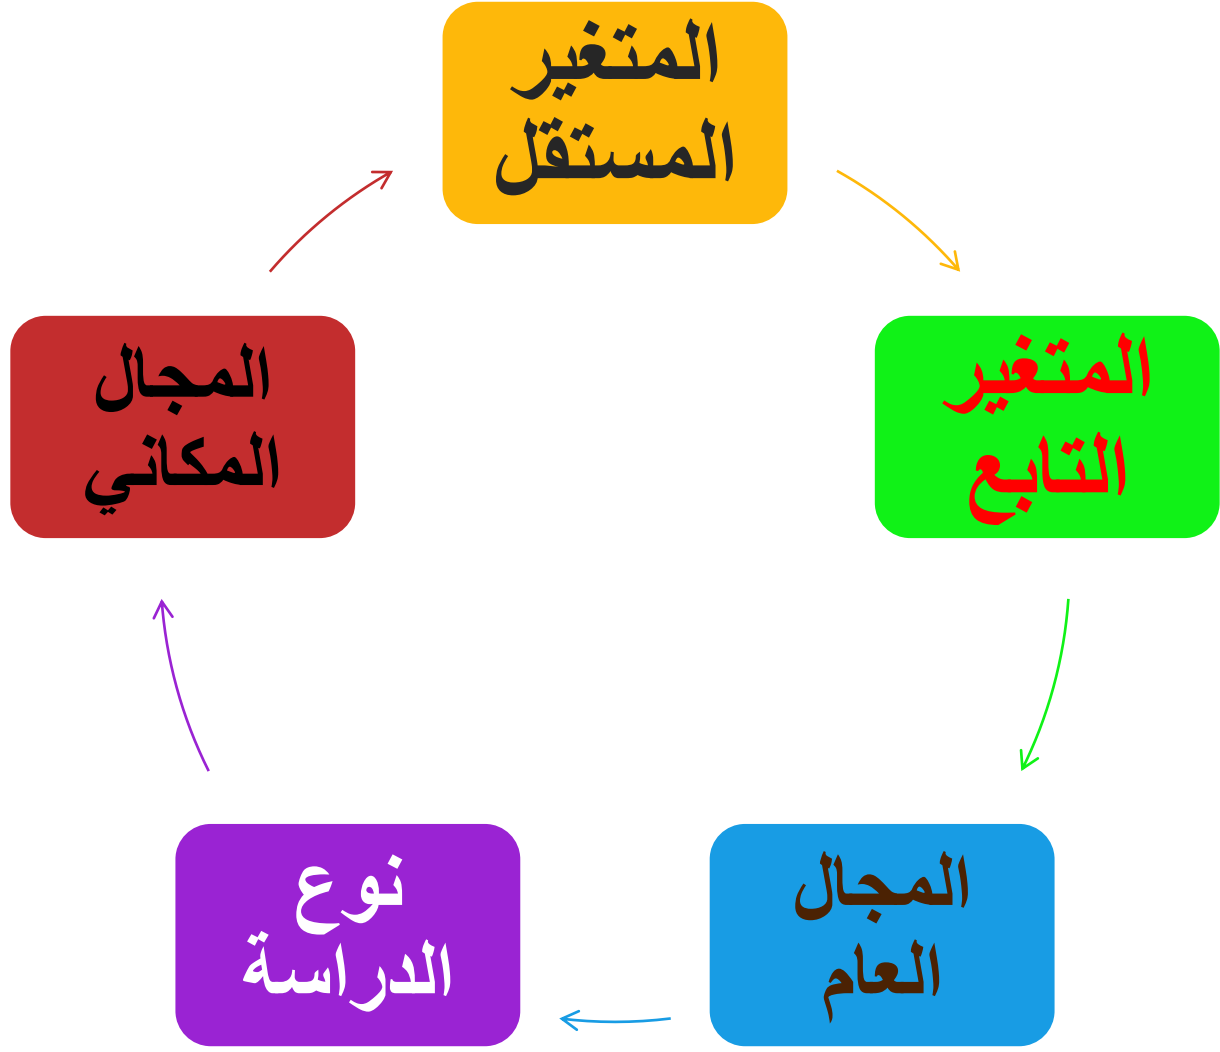 المتغير
المستقل
المتغير
التابع
المجال
العام
نوع
الدراسة
المجال
المكاني